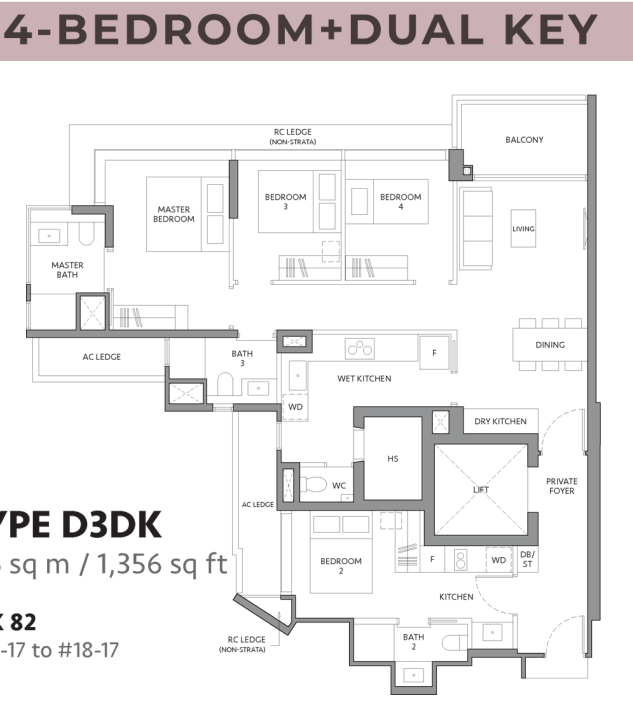 4-BEDROOM+DUAL KEY
RC LEDGE
(NON-STRATA)
BALCONY
MASTER
BEDROOM
BEDROOM
3
BEDROOM
4
LIVING
MASTER
BATH
AC LEDGE
BATH
3
WET KITCHEN
F
DINING
WD
DRY KITCHEN
HS
LIFT
PRIVATE
FOYER
WC
AC LEDGE
YPE D3DK
sq m / 1,356 sq ft
BEDROOM
2
F
WD
DB/
ST
KITCHEN
K 82
-17 to #18-17
RC LEDGE
(NON-STRATA)
BATH
2